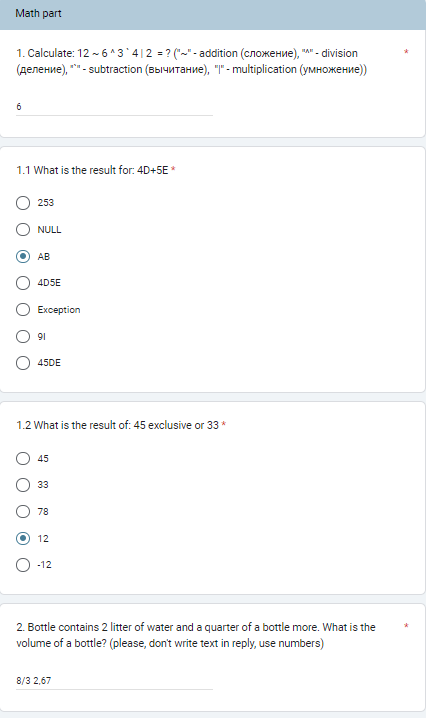 Math part
1. Calculate: 12 ~ 6 ^ 3 ` 4 | 2 = ? ("~" - addition (сложение), "^" - division *
(деление), "`" - subtraction (вычитание), "|" - multiplication (умножение))
6
1.1 What is the result for: 4D+5E *
253
NULL
AB
4D5E
Exception
9I
45DE
1.2 What is the result of: 45 exclusive or 33 *
45
33
78
12
-12
2. Bottle contains 2 litter of water and a quarter of a bottle more. What is the *
volume of a bottle? (please, don't write text in reply, use numbers)
8/3 2,67